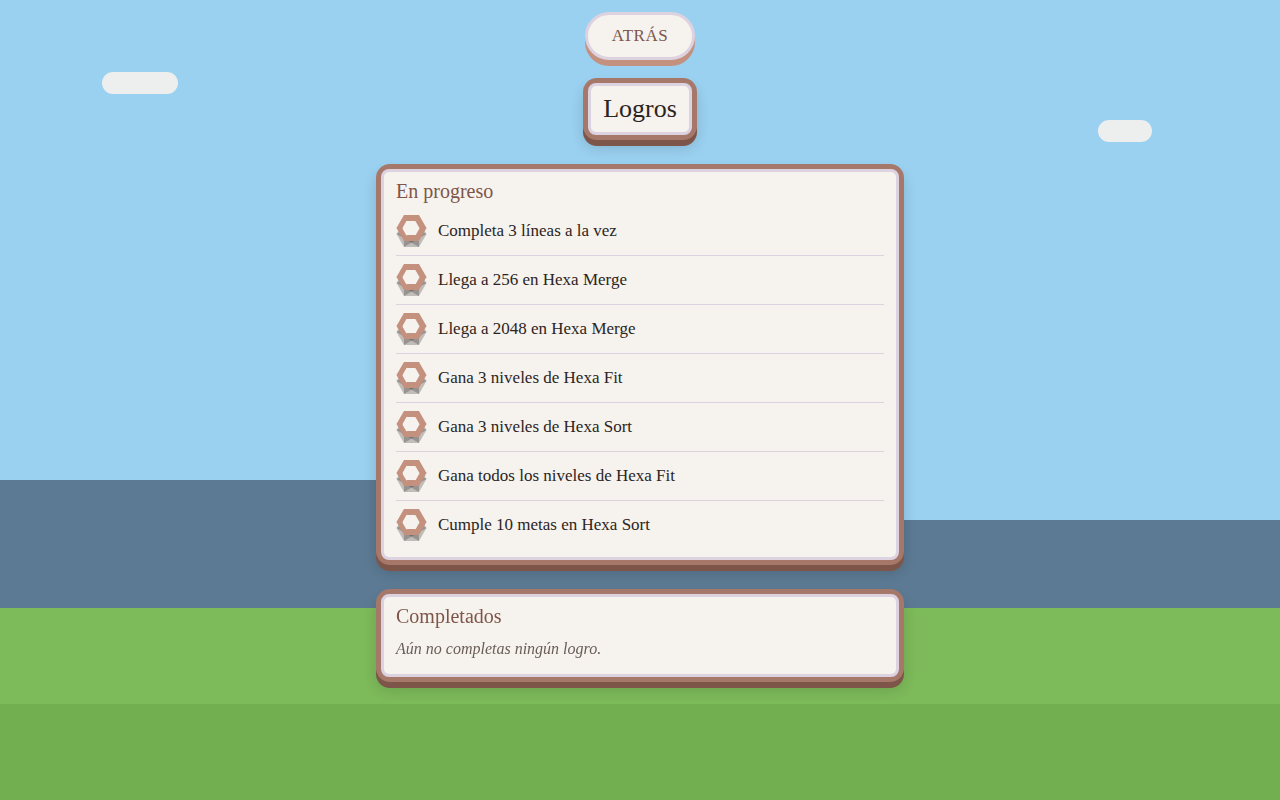 ATRÁS
Logros
En progreso
Completa 3 líneas a la vez
Llega a 256 en Hexa Merge
Llega a 2048 en Hexa Merge
Gana 3 niveles de Hexa Fit
Gana 3 niveles de Hexa Sort
Gana todos los niveles de Hexa Fit
Cumple 10 metas en Hexa Sort
Completados
Aún no completas ningún logro.